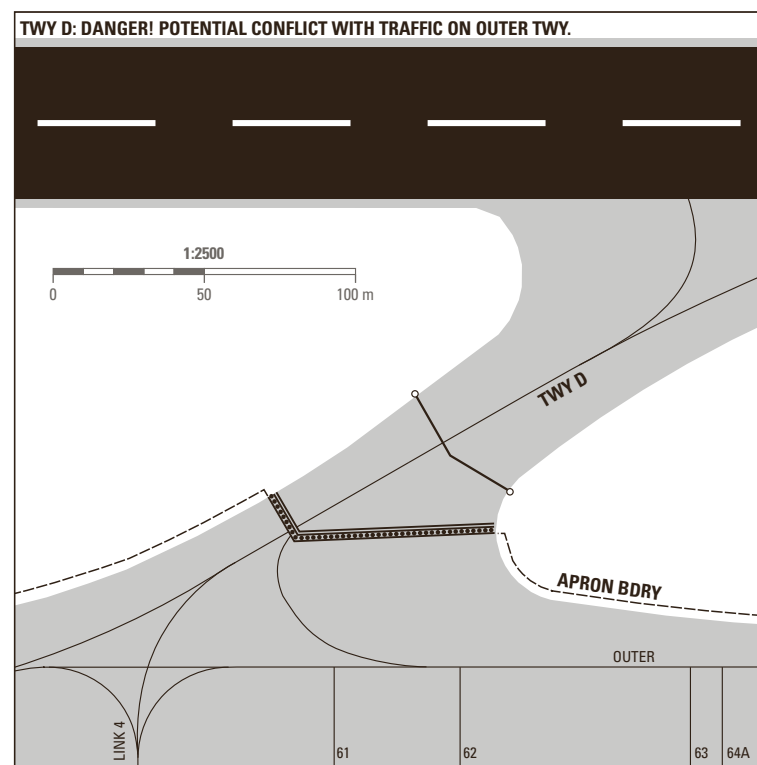 TWY D: DANGER! POTENTIAL CONFLICT WITH TRAFFIC ON OUTER TWY.
1:2500
0 50 100 m
TWY D
APRON BDRY
OUTER
LINK 4
61 62 63 64A